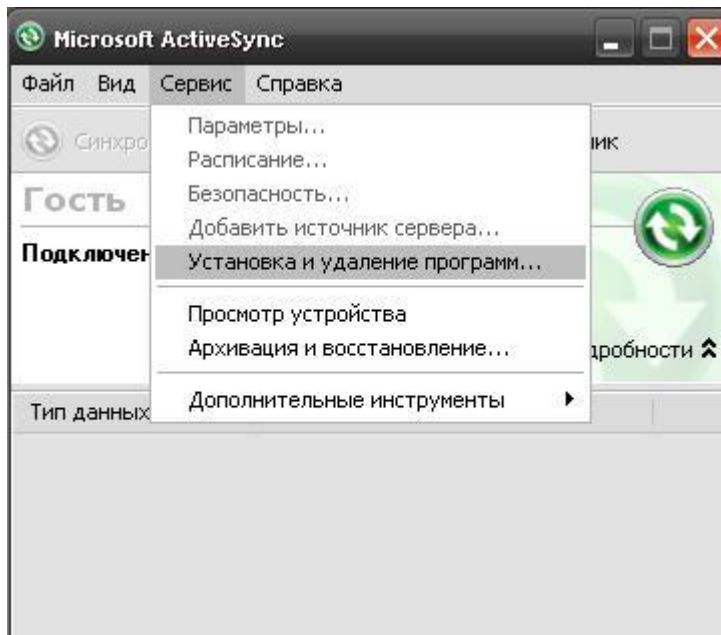 Microsoft ActiveSync
Файл Вид Сервис Справка
Параметры...
Расписание...
Безопасность...
Гость
Добавить источник сервера...
Установка и удаление программ...
Просмотр устройства
Архивация и восстановление...
Дополнительные инструменты
Тип данных